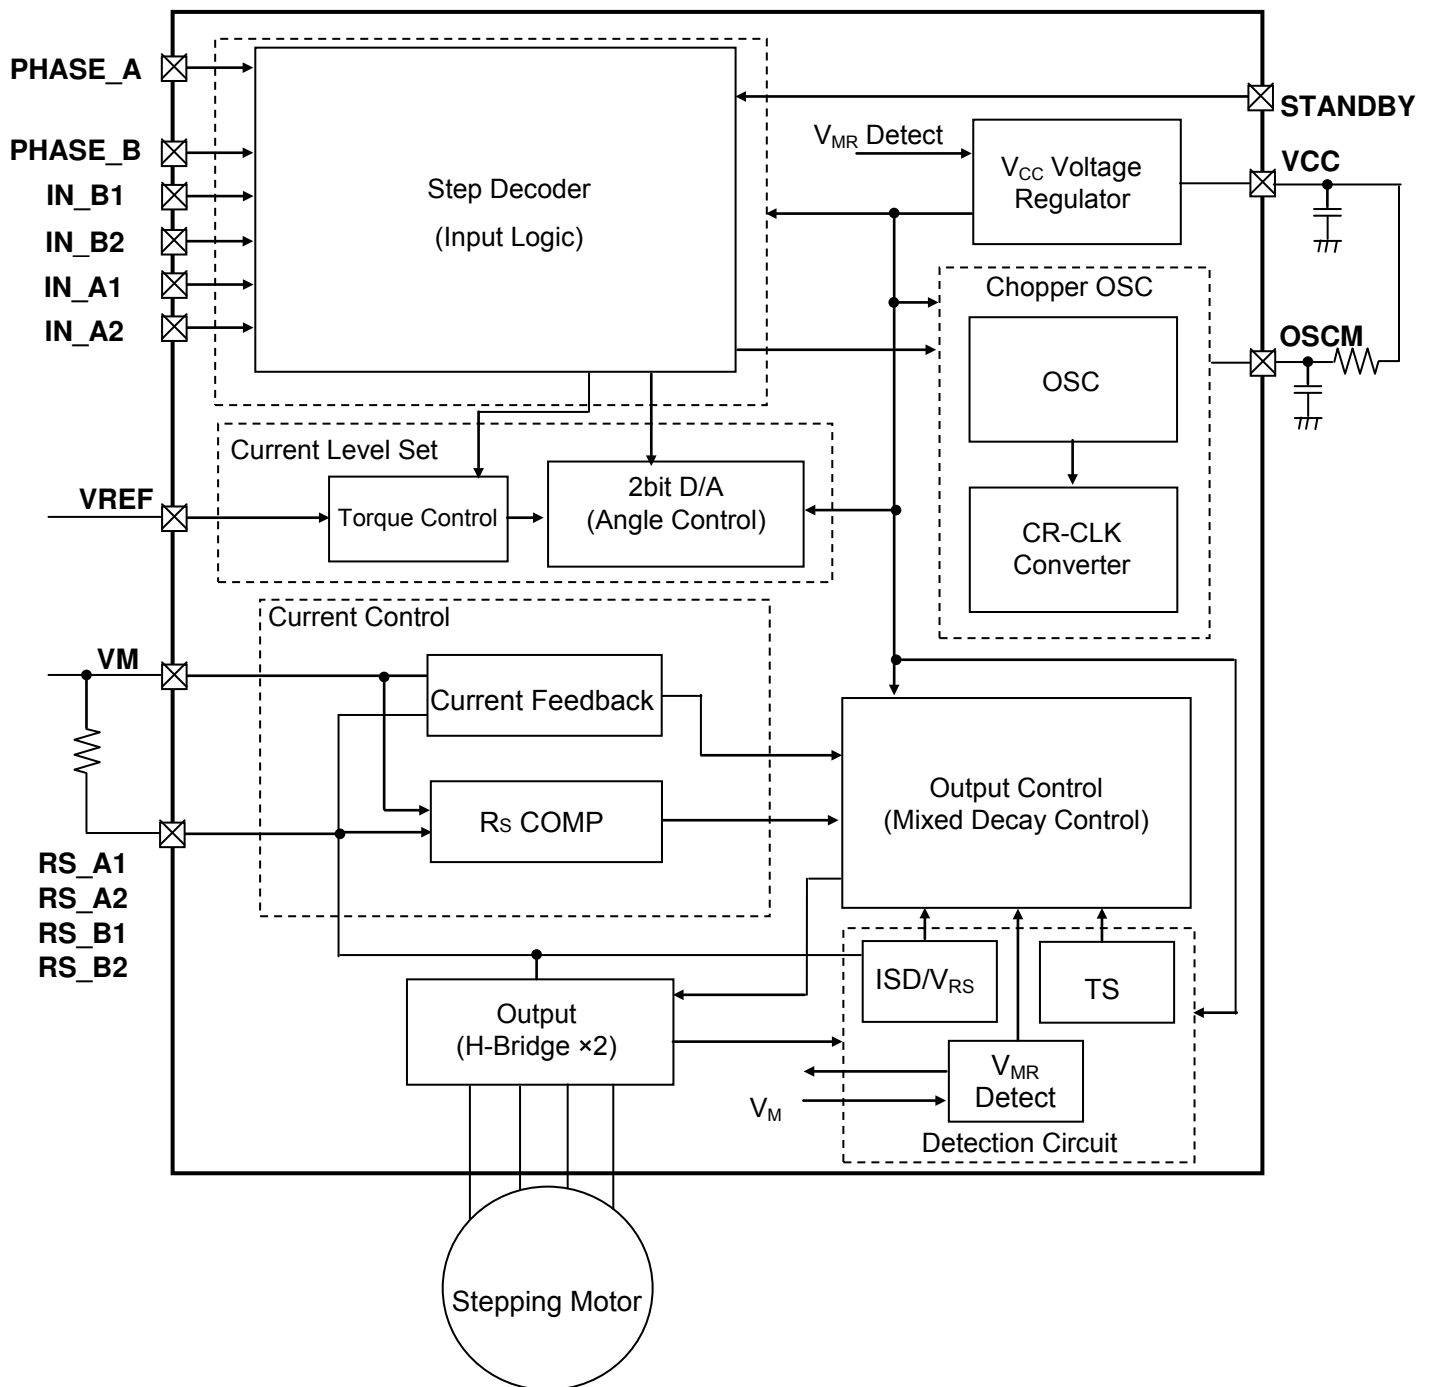 PHASE_A
PHASE_B
IN_B1
IN_B2
IN_A1
IN_A2
Step Decoder
(Input Logic)
STANDBY
VMR Detect
VCC Voltage
Regulator
VCC
Chopper OSC
OSC
CR-CLK
Converter
OSCM
Current Level Set
VREF
Torque Control
2bit D/A
(Angle Control)
Current Control
VM
Current Feedback
RS COMP
Output Control
(Mixed Decay Control)
RS_A1
RS_A2
RS_B1
RS_B2
ISD/VRS
TS
Output
(H-Bridge ×2)
VMR
Detect
VM
Detection Circuit
Stepping Motor